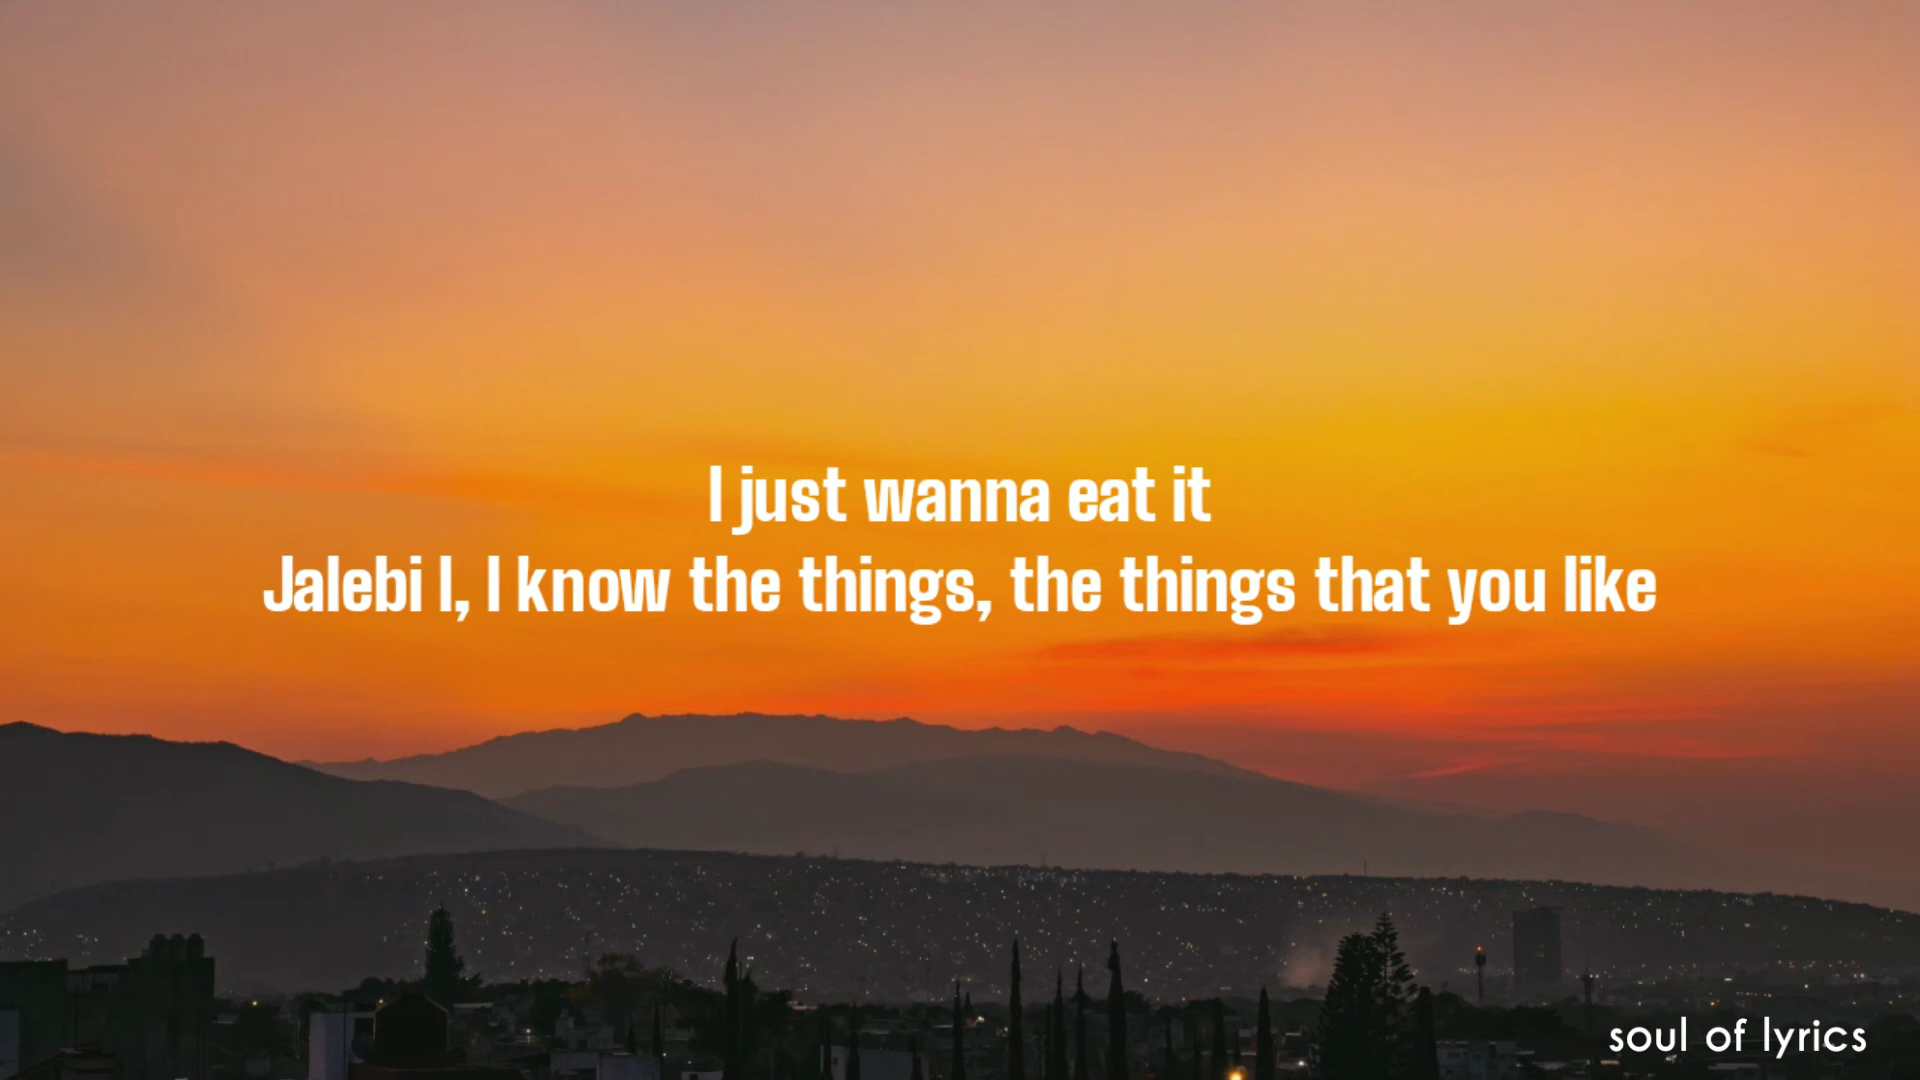 I just wanna eat it
Jalebi I, I know the things, the things that you like
soul of lyrics